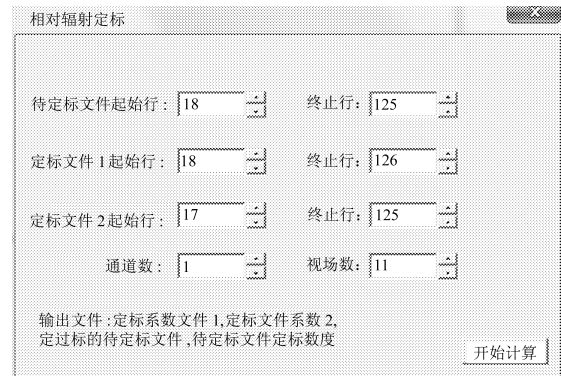 相对辐射定标
待定标文件起始行: 18 终止行: 125
定标文件 1 起始行: 18 终止行: 126
定标文件 2 起始行: 17 终止行: 125
通道数: 1 视场数: 11
输出文件:定标系数文件 1,定标文件系数 2,
定过标的待定标文件,待定标文件定标数度
开始计算